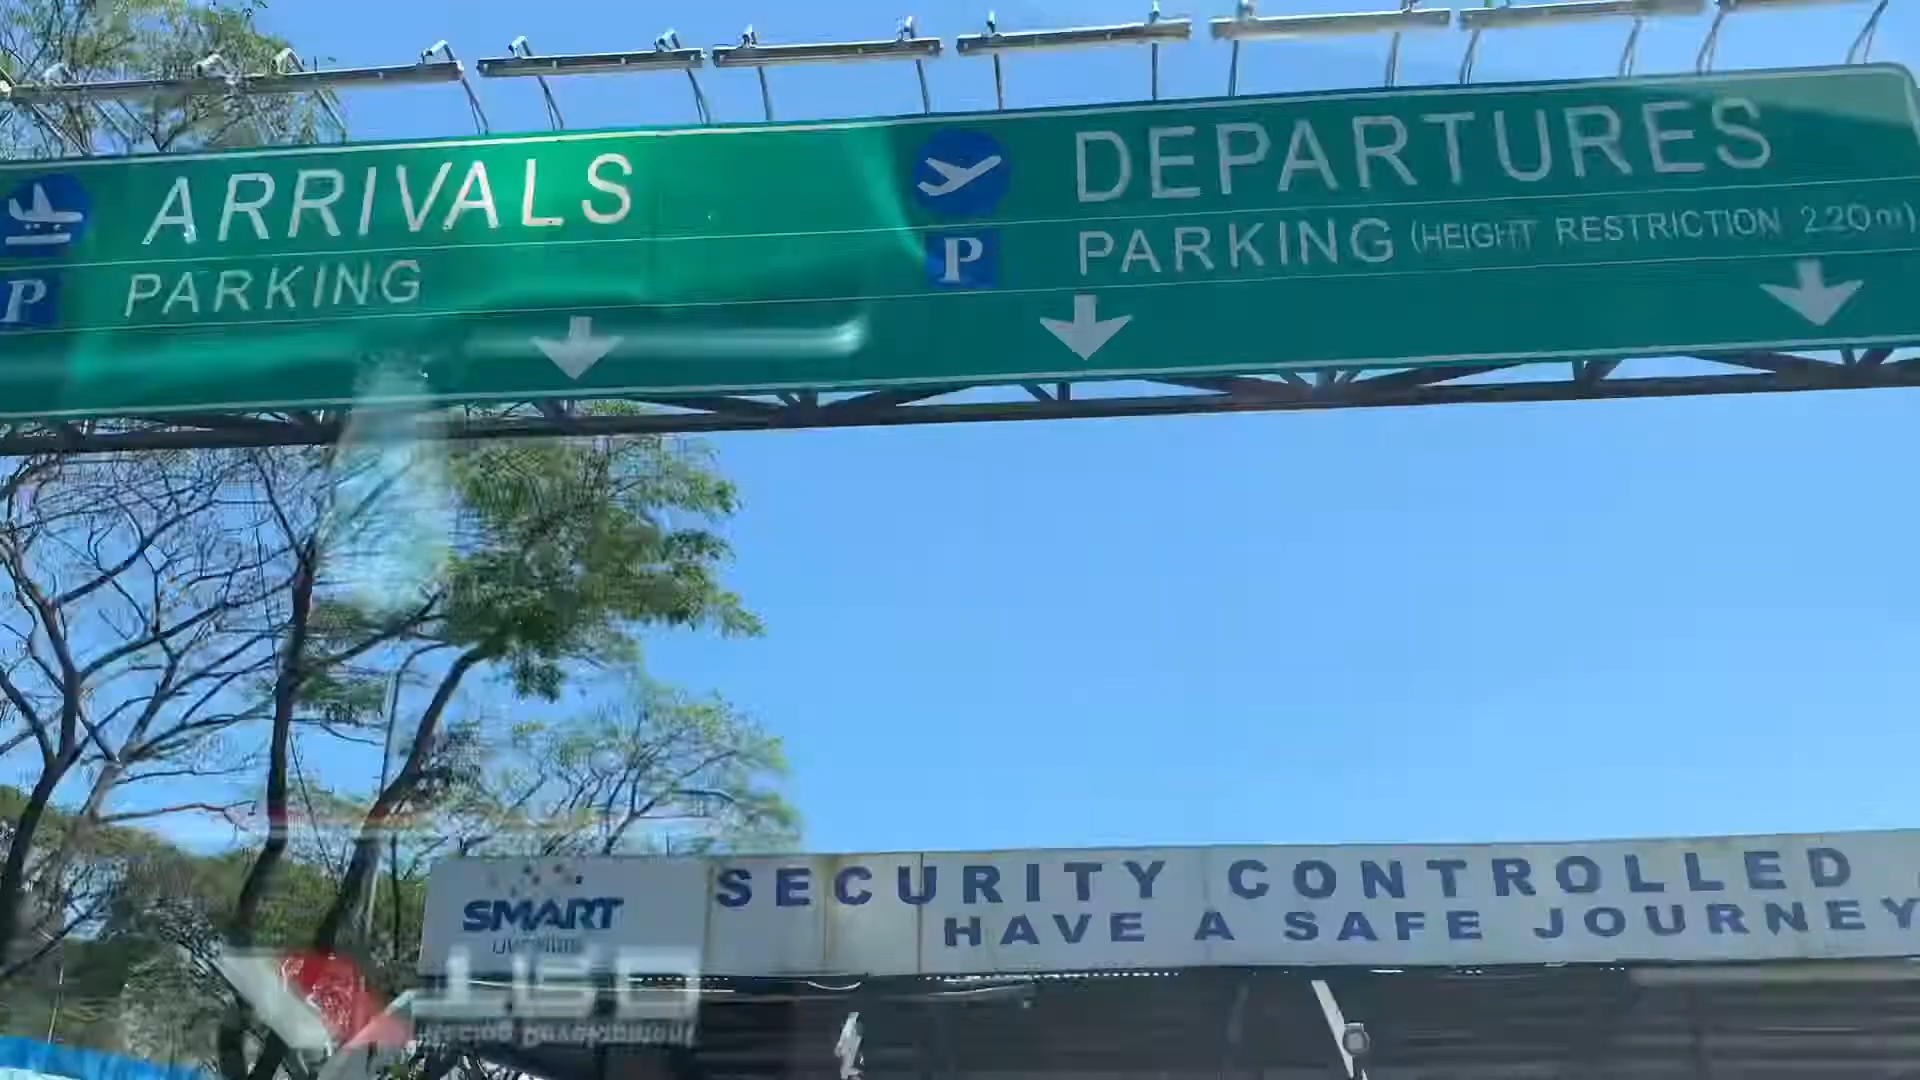 ARRIVALS
P PARKING
DEPARTURES
P PARKING (HEIGHT RESTRICTION 2.20m)
SMART
SECURITY CONTROLLED
HAVE A SAFE JOURNEY